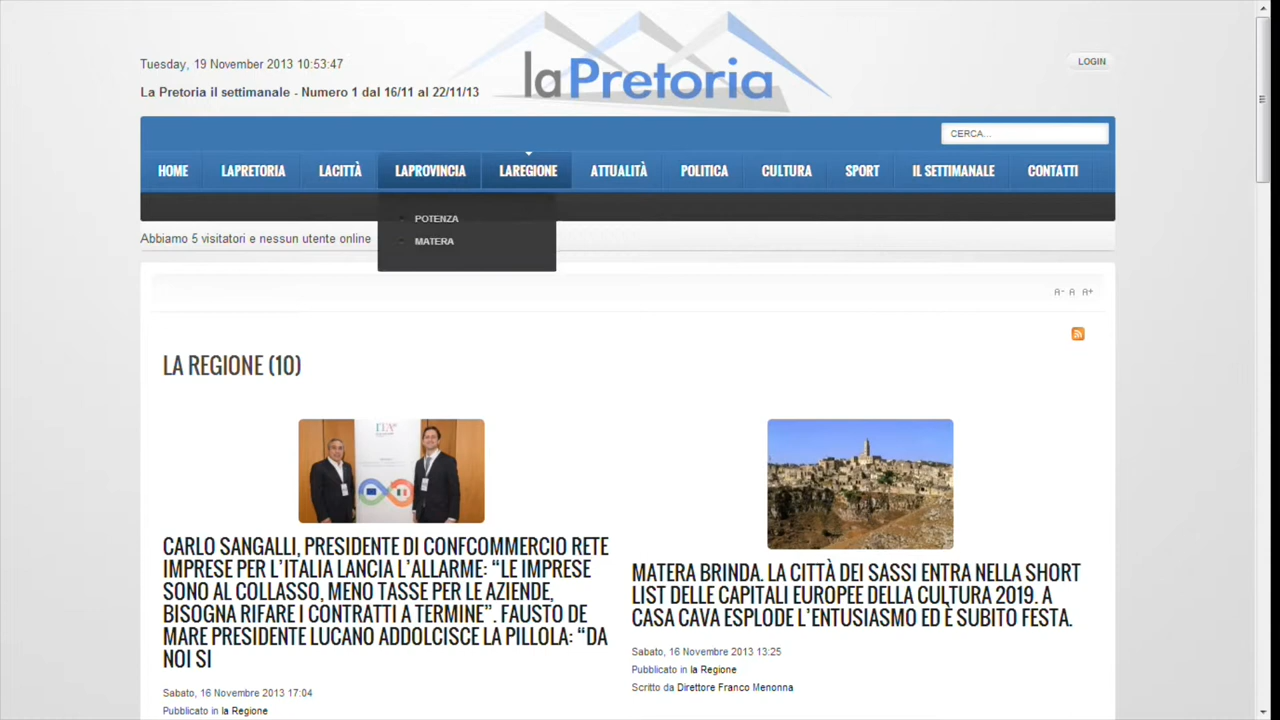 Tuesday, 19 November 2013 10:53:47
La Pretoria il settimanale - Numero 1 dal 16/11 al 22/11/13
laPretoria
LOGIN
CERCA...
HOME LAPRETORIA LACITTÀ LAPROVINCIA LAREGIONE ATTUALITÀ POLITICA CULTURA SPORT IL SETTIMANALE CONTATTI
POTENZA
MATERA
Abbiamo 5 visitatori e nessun utente online
A- A A+
LA REGIONE (10)
CARLO SANGALLI, PRESIDENTE DI CONFCOMMERCIO RETE
IMPRESE PER L’ITALIA LANCIA L’ALLARME: “LE IMPRESE
SONO AL COLLASSO, MENO TASSE PER LE AZIENDE,
BISOGNA RIFARE I CONTRATTI A TERMINE”. FAUSTO DE
MARE PRESIDENTE LUCANO ADDOLCISCE LA PILLOLA: “DA
NOI SI
Sabato, 16 Novembre 2013 17:04
Pubblicato in la Regione
MATERA BRINDA. LA CITTÀ DEI SASSI ENTRA NELLA SHORT
LIST DELLE CAPITALI EUROPEE DELLA CULTURA 2019. A
CASA CAVA ESPLODE L’ENTUSIASMO ED È SUBITO FESTA.
Sabato, 16 Novembre 2013 13:25
Pubblicato in la Regione
Scritto da Direttore Franco Menonna